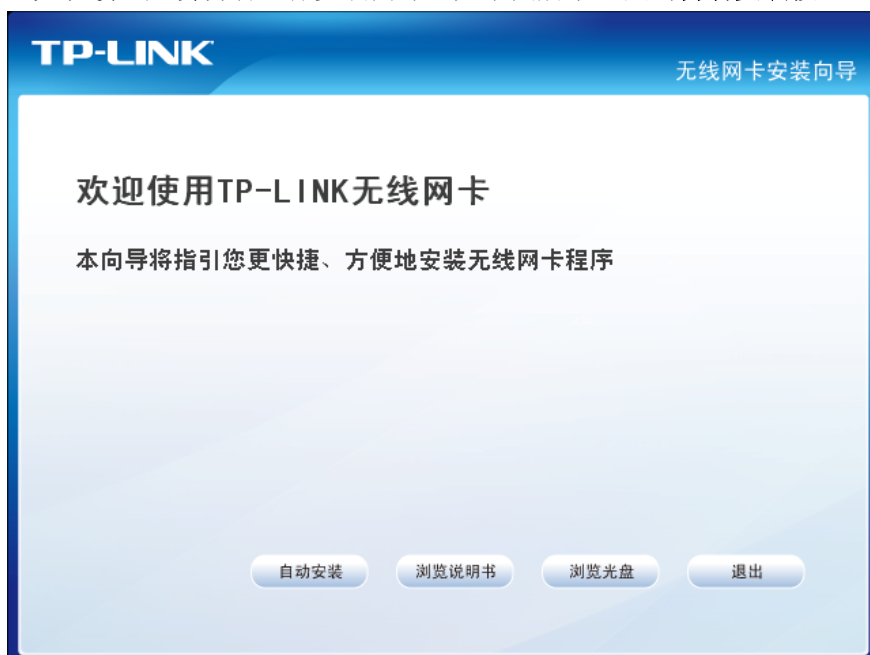 TP-LINK
无线网卡安装向导
欢迎使用TP-LINK无线网卡
本向导将指引您更快捷、方便地安装无线网卡程序
自动安装 浏览说明书 浏览光盘 退出